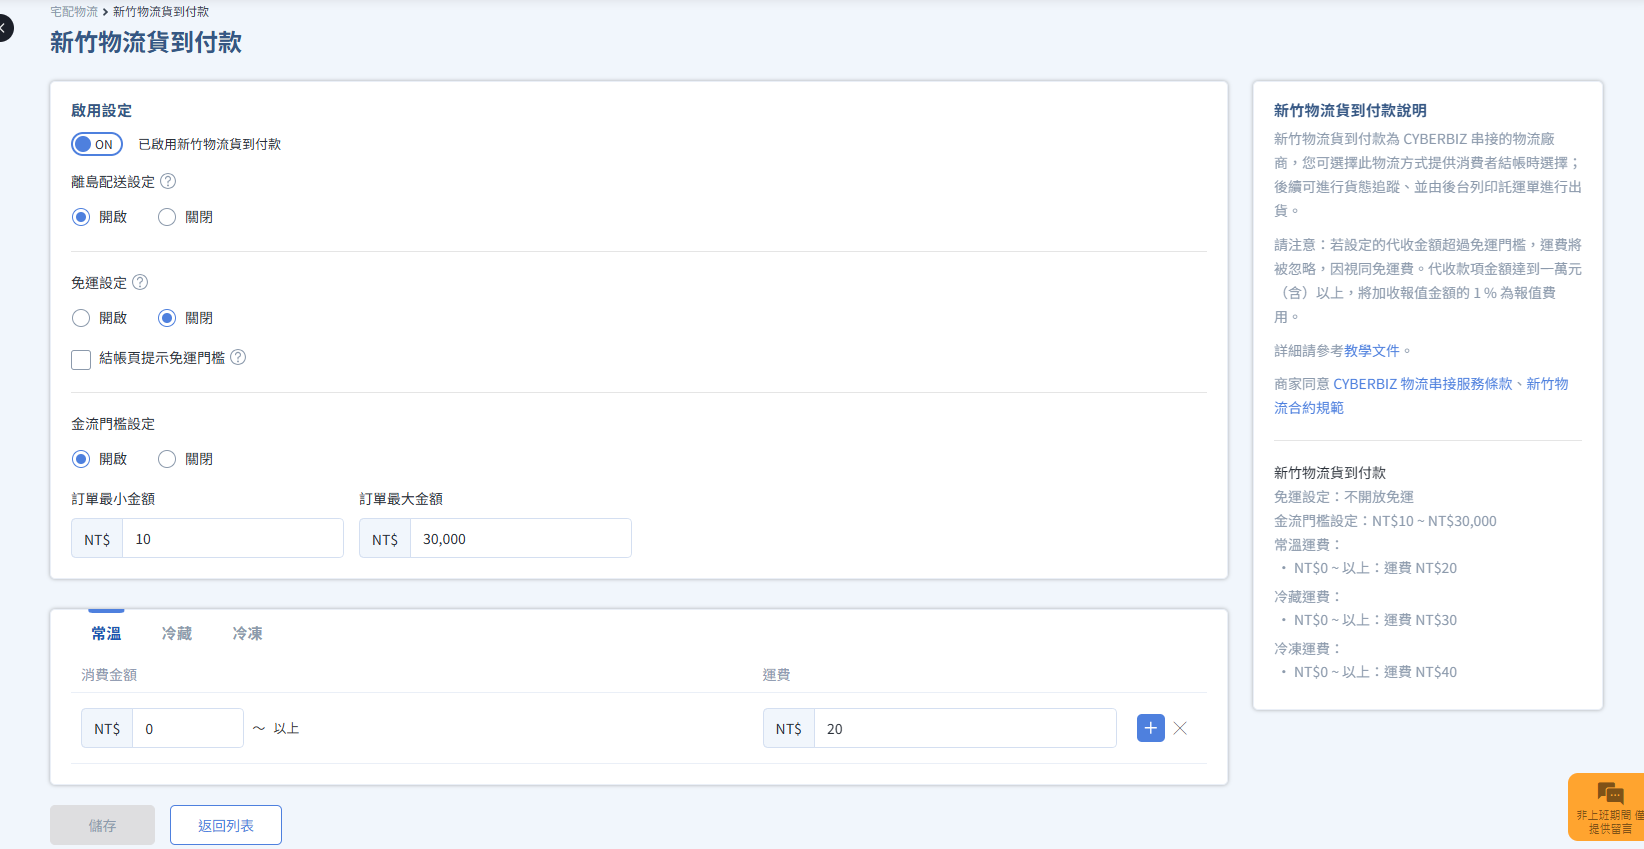 宅配物流 > 新竹物流貨到付款
新竹物流貨到付款
啟用設定
ON 已啟用新竹物流貨到付款
離島配送設定 ?
開啟 關閉
免運設定 ?
開啟 關閉
結帳頁提示免運門檻 ?
金流門檻設定
開啟 關閉
訂單最小金額 訂單最大金額
NT$ 10 NT$ 30,000
常溫 冷藏 冷凍
消費金額 運費
NT$ 0 ～ 以上 NT$ 20
儲存 返回列表
新竹物流貨到付款說明
新竹物流貨到付款為 CYBERBIZ 串接的物流廠
商，您可選擇此物流方式提供消費者結帳時選擇；
後續可進行貨態追蹤、並由後台列印託運單進行出
貨。
請注意：若設定的代收金額超過免運門檻，運費將
被忽略，因視同免運費。代收款項金額達到一萬元
（含）以上，將加收報值金額的 1 % 為報值費
用。
詳細請參考教學文件。
商家同意 CYBERBIZ 物流串接服務條款、新竹物
流合約規範
新竹物流貨到付款
免運設定：不開放免運
金流門檻設定：NT$10 ~ NT$30,000
常溫運費：
・ NT$0 ~ 以上：運費 NT$20
冷藏運費：
・ NT$0 ~ 以上：運費 NT$30
冷凍運費：
・ NT$0 ~ 以上：運費 NT$40
非上班期間 僅
提供留言